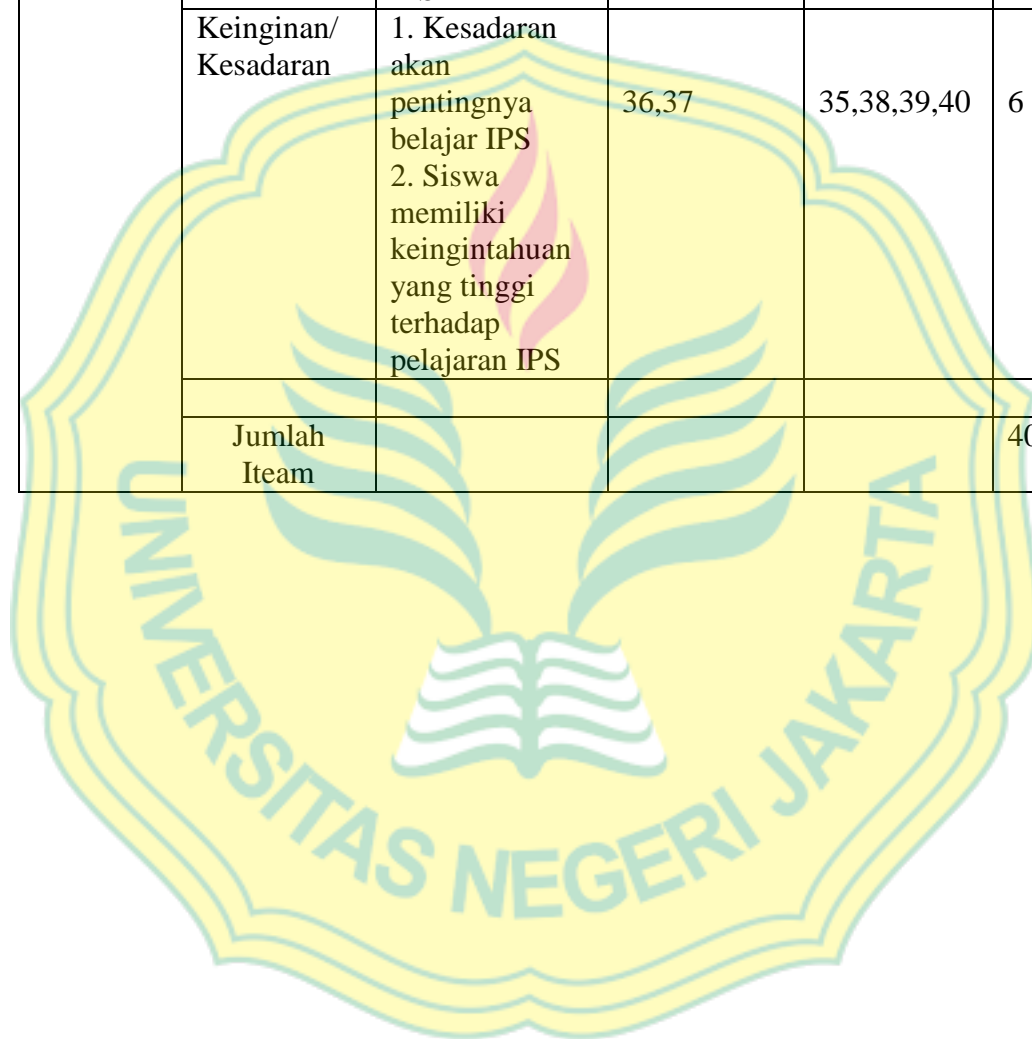 Keinginan/
Kesadaran
1. Kesadaran
akan
pentingnya
belajar IPS
2. Siswa
memiliki
keingintahuan
yang tinggi
terhadap
pelajaran IPS
36,37
35,38,39,40
6
Jumlah
Iteam
40
UNIVERSITAS NEGERI JAKARTA